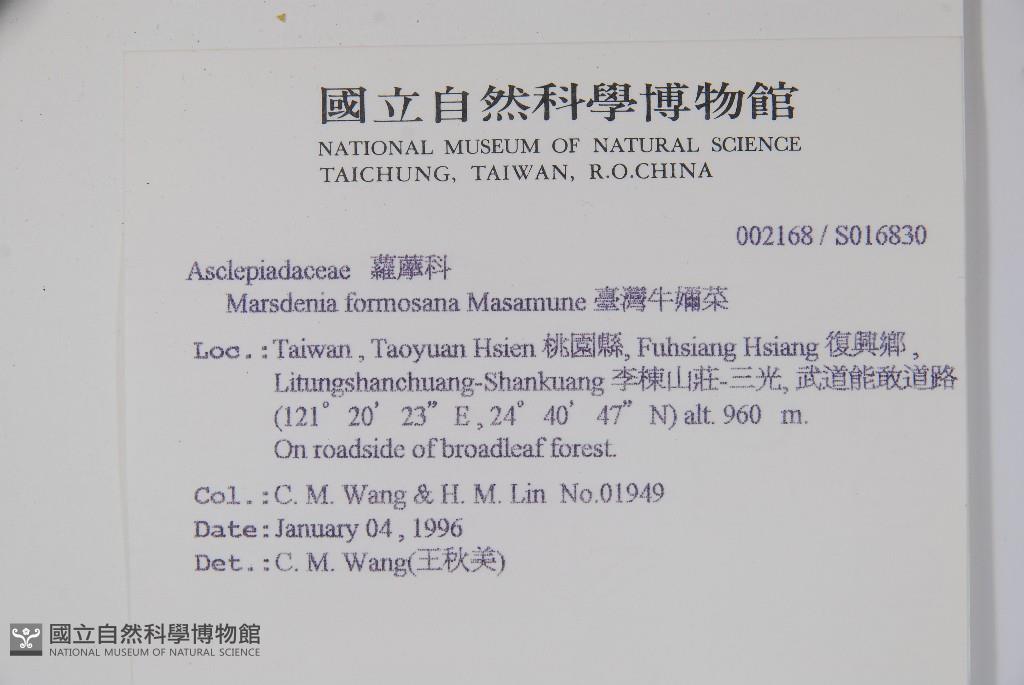 國立自然科學博物館
NATIONAL MUSEUM OF NATURAL SCIENCE
TAICHUNG, TAIWAN, R.O.CHINA
002168 / S016830
Asclepiadaceae 蘿藦科
Marsdenia formosana Masamune 臺灣牛嬭菜
Loc.:Taiwan , Taoyuan Hsien 桃園縣, Fuhsiang Hsiang 復興鄉 ,
Litungshanchuang-Shankuang 李棟山莊-三光, 武道能敢道路
(121° 20’ 23” E , 24° 40’ 47” N) alt. 960 m.
On roadside of broadleaf forest.
Col.:C. M. Wang & H. M. Lin No.01949
Date:January 04 , 1996
Det.:C. M. Wang(王秋美)
國立自然科學博物館
NATIONAL MUSEUM OF NATURAL SCIENCE